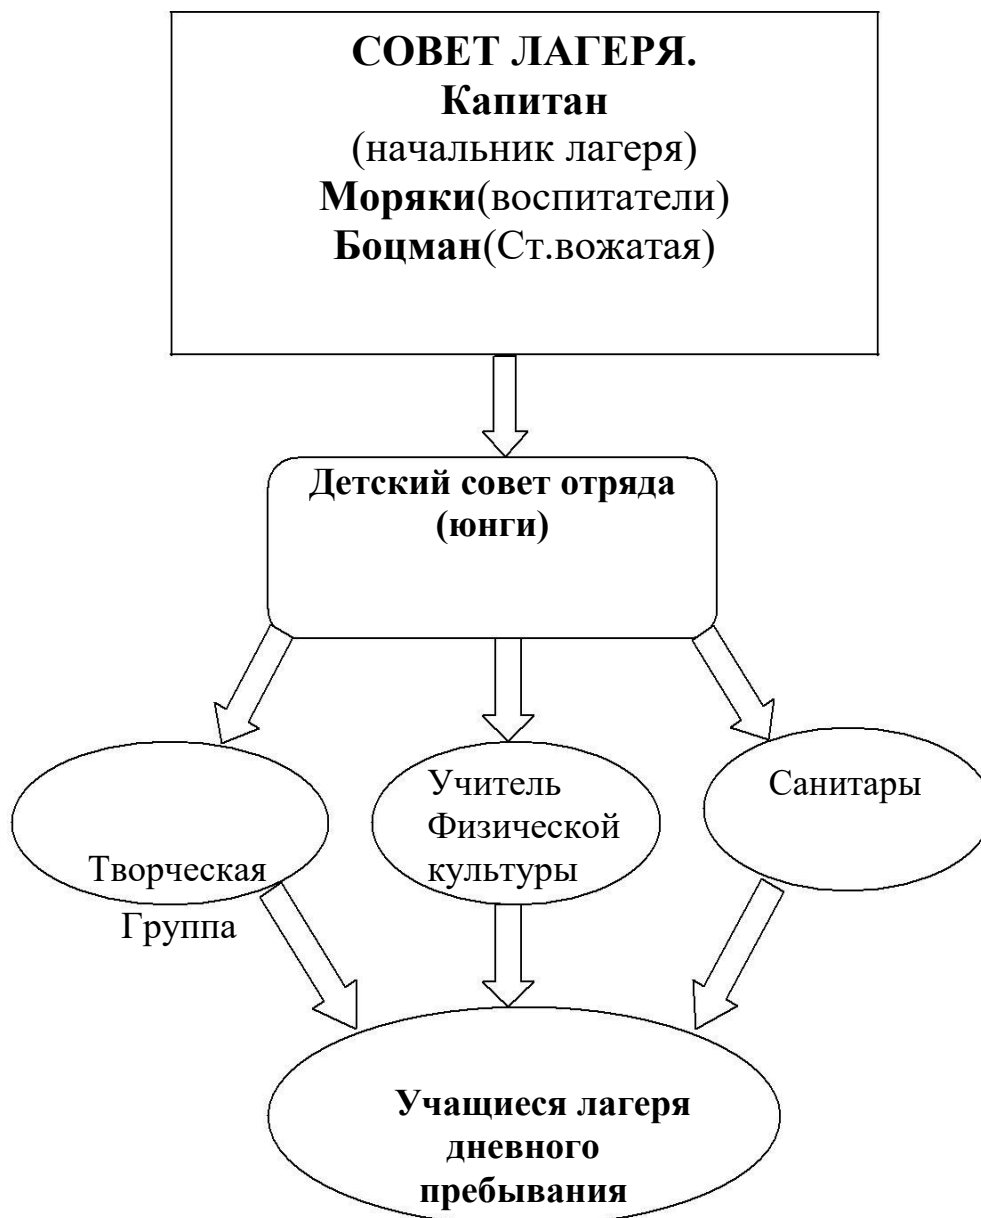 СОВЕТ ЛАГЕРЯ.
Капитан
(начальник лагеря)
Моряки(воспитатели)
Боцман(Ст.вожатая)
Детский совет отряда
(юнги)
Творческая
Группа
Учитель
Физической
культуры
Санитары
Учащиеся лагеря
дневного
пребывания